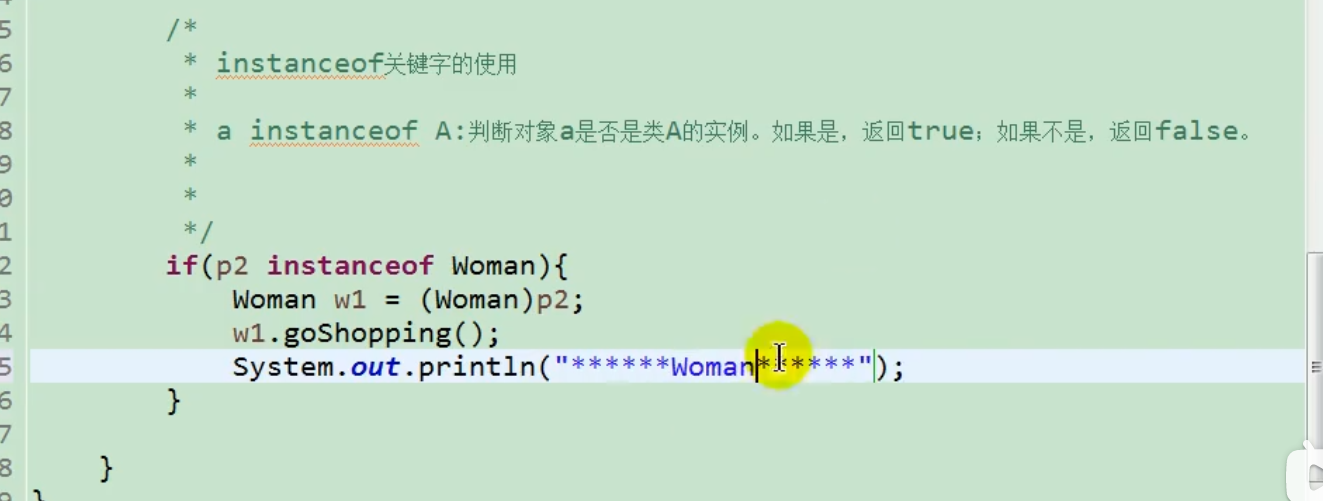 5 /*
6 * instanceof关键字的使用
7 *
8 * a instanceof A:判断对象a是否是类A的实例。如果是，返回true；如果不是，返回false。
9 *
0 *
1 */
2 if(p2 instanceof Woman){
3 Woman w1 = (Woman)p2;
4 w1.goShopping();
5 System.out.println("******Woman******");
6 }
7
8 }
9 }